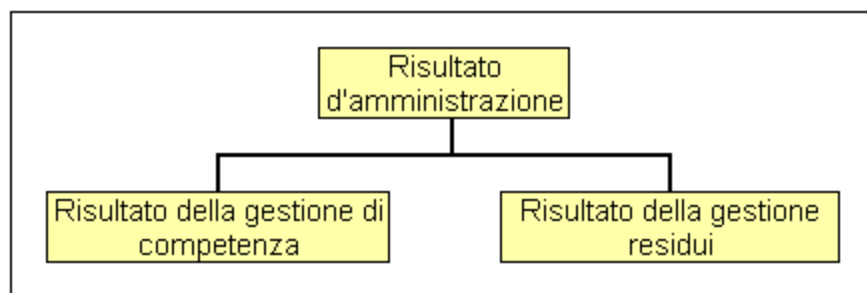 Risultato
d'amministrazione
Risultato della gestione di
competenza
Risultato della gestione
residui